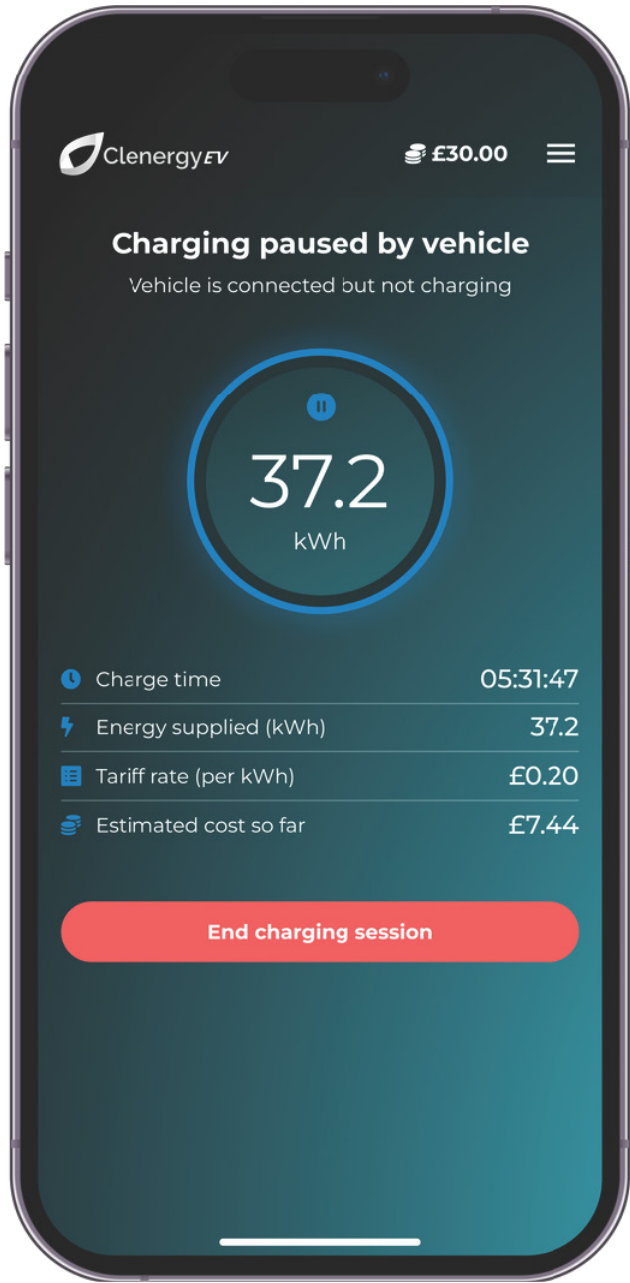 ClenergyEV £30.00
Charging paused by vehicle
Vehicle is connected but not charging
37.2
kWh
Charge time 05:31:47
Energy supplied (kWh) 37.2
Tariff rate (per kWh) £0.20
Estimated cost so far £7.44
End charging session